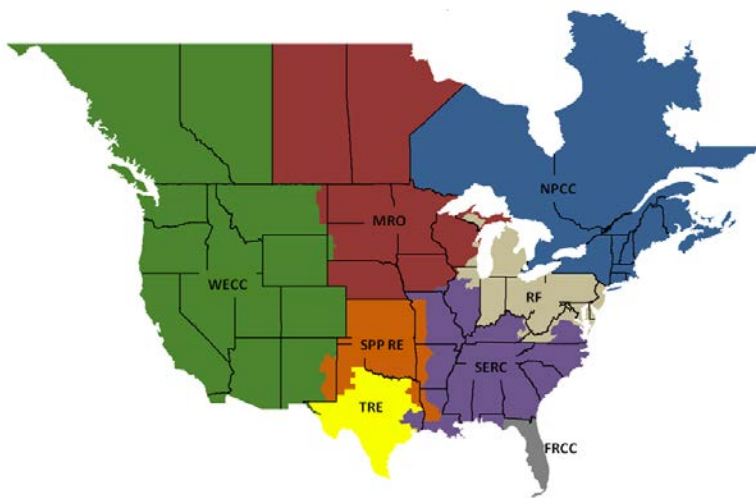 NPCC
MRO
WECC
RF
SPP RE
SERC
TRE
FRCC